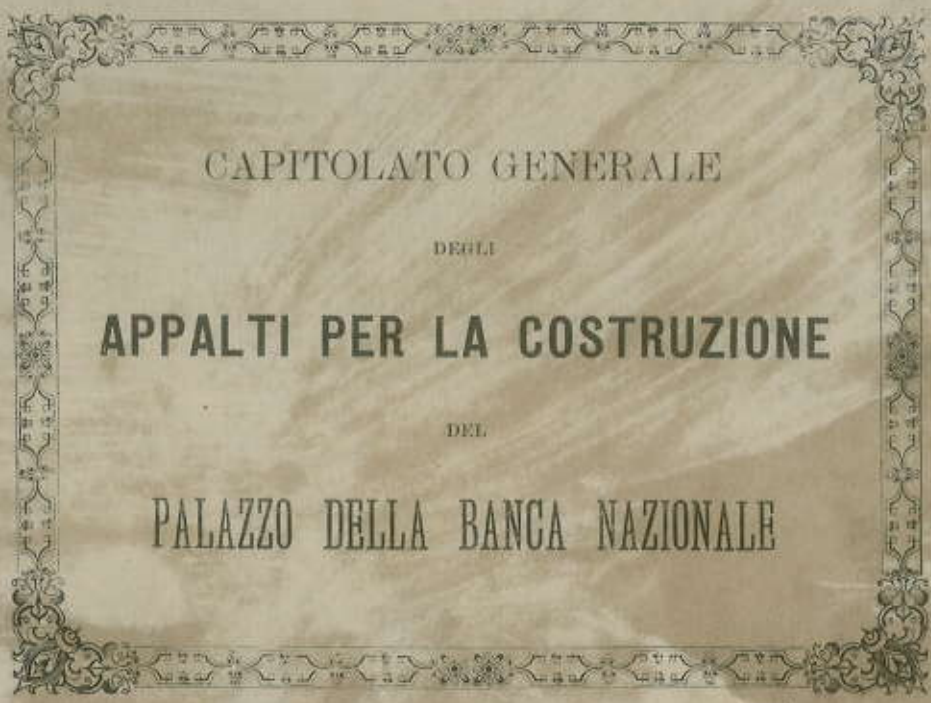 CAPITOLATO GENERALE
DEGLI
APPALTI PER LA COSTRUZIONE
DEL
PALAZZO DELLA BANCA NAZIONALE